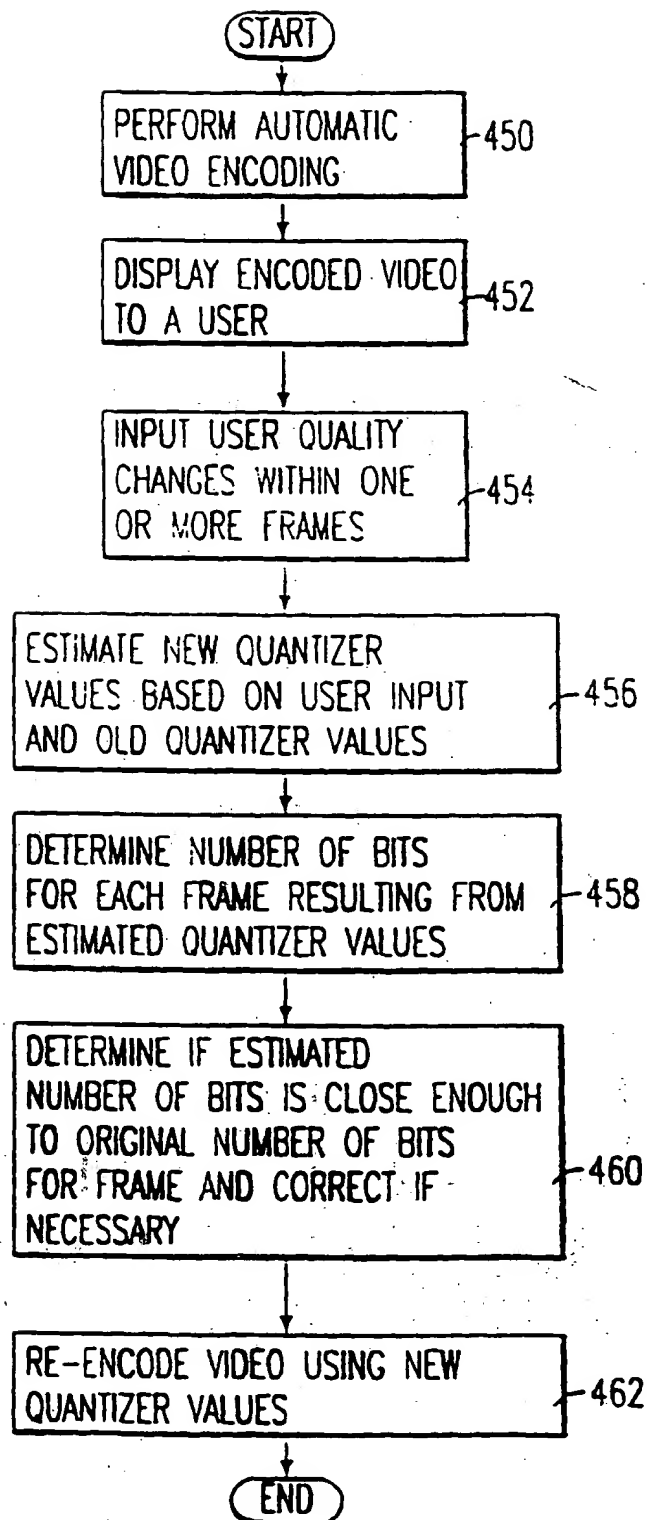 START
PERFORM AUTOMATIC
VIDEO ENCODING
450
DISPLAY ENCODED VIDEO
TO A USER
452
INPUT USER QUALITY
CHANGES WITHIN ONE
OR MORE FRAMES
454
ESTIMATE NEW QUANTIZER
VALUES BASED ON USER INPUT
AND OLD QUANTIZER VALUES
456
DETERMINE NUMBER OF BITS
FOR EACH FRAME RESULTING FROM
ESTIMATED QUANTIZER VALUES
458
DETERMINE IF ESTIMATED
NUMBER OF BITS IS CLOSE ENOUGH
TO ORIGINAL NUMBER OF BITS
FOR FRAME AND CORRECT IF
NECESSARY
460
RE-ENCODE VIDEO USING NEW
QUANTIZER VALUES
462
END